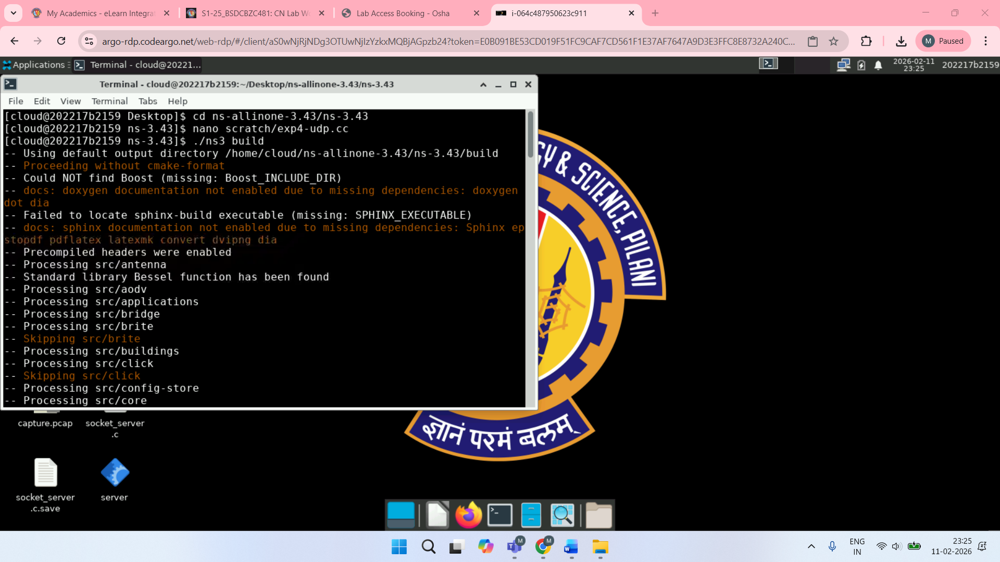 My Academics - eLearn Integrat
S1-25_BSDCBZC481: CN Lab Wo
Lab Access Booking - Osha
i-064c487950623c911
argo-rdp.codeargo.net/web-rdp/#/client/aS0wNjRjNDg3OTUwNjIzYzkxMQBjAGpzb24?token=E0B091BE53CD019F51FC9CAF7CD561F1E37AF7647A9D3E3FFC8E8732A240C...
M Paused
Applications
Terminal - cloud@20221...
2026-02-11
23:25
202217b2159
Terminal - cloud@202217b2159:~/Desktop/ns-allinone-3.43/ns-3.43
File Edit View Terminal Tabs Help
[cloud@202217b2159 Desktop]$ cd ns-allinone-3.43/ns-3.43
[cloud@202217b2159 ns-3.43]$ nano scratch/exp4-udp.cc
[cloud@202217b2159 ns-3.43]$ ./ns3 build
-- Using default output directory /home/cloud/ns-allinone-3.43/ns-3.43/build
-- Proceeding without cmake-format
-- Could NOT find Boost (missing: Boost_INCLUDE_DIR)
-- docs: doxygen documentation not enabled due to missing dependencies: doxygen
dot dia
-- Failed to locate sphinx-build executable (missing: SPHINX_EXECUTABLE)
-- docs: sphinx documentation not enabled due to missing dependencies: Sphinx ep
stopdf pdflatex latexmk convert dvipng dia
-- Precompiled headers were enabled
-- Processing src/antenna
-- Standard library Bessel function has been found
-- Processing src/aodv
-- Processing src/applications
-- Processing src/bridge
-- Processing src/brite
-- Skipping src/brite
-- Processing src/buildings
-- Processing src/click
-- Skipping src/click
-- Processing src/config-store
-- Processing src/core
GY & SCIENCE, PILANI
ज्ञानं परमं बलम्
capture.pcap
socket_server
.c
socket_server
.c.save
server
ENG
IN
23:25
11-02-2026